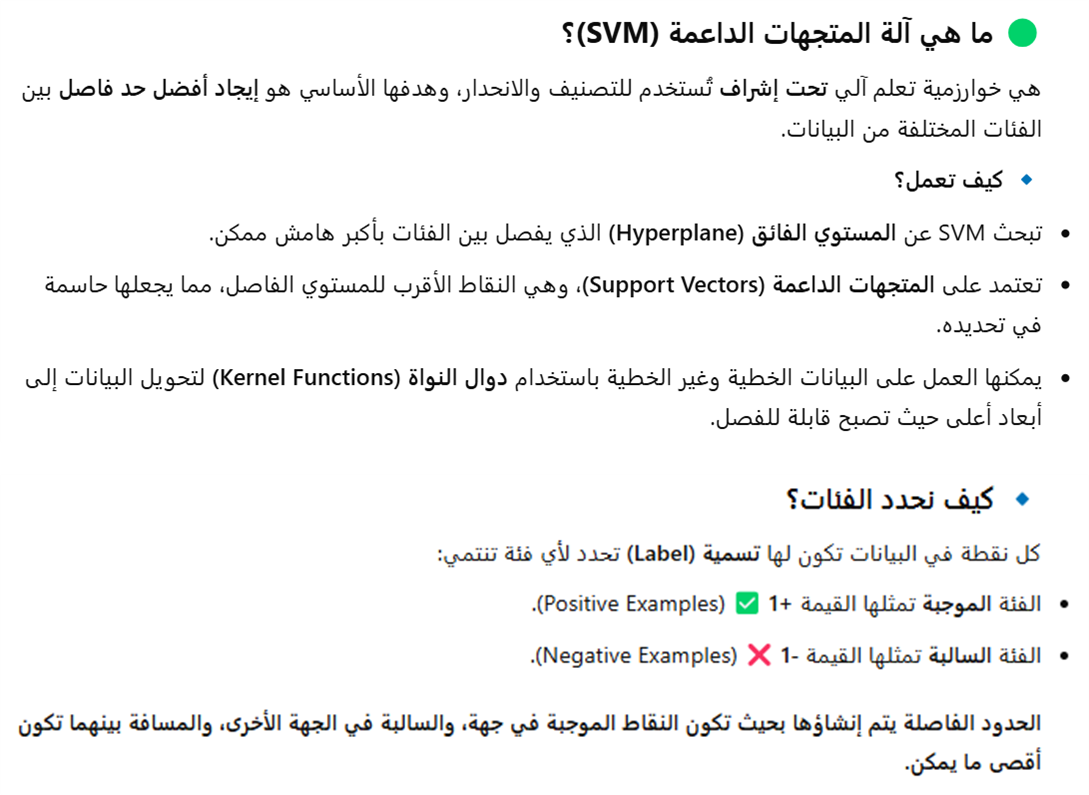 🟢 ما هي آلة المتجهات الداعمة (SVM)؟
هي خوارزمية تعلم آلي تحت إشراف تُستخدم للتصنيف والانحدار، وهدفها الأساسي هو إيجاد أفضل حد فاصل بين
الفئات المختلفة من البيانات.
🔹 كيف تعمل؟
• تبحث SVM عن المستوي الفائق (Hyperplane) الذي يفصل بين الفئات بأكبر هامش ممكن.
• تعتمد على المتجهات الداعمة (Support Vectors)، وهي النقاط الأقرب للمستوي الفاصل، مما يجعلها حاسمة
في تحديده.
• يمكنها العمل على البيانات الخطية وغير الخطية باستخدام دوال النواة (Kernel Functions) لتحويل البيانات إلى
أبعاد أعلى حيث تصبح قابلة للفصل.
🔹 كيف نحدد الفئات؟
كل نقطة في البيانات تكون لها تسمية (Label) تحدد لأي فئة تنتمي:
• الفئة الموجبة تمثلها القيمة +1 ✅ (Positive Examples).
• الفئة السالبة تمثلها القيمة -1 ❌ (Negative Examples).
الحدود الفاصلة يتم إنشاؤها بحيث تكون النقاط الموجبة في جهة، والسالبة في الجهة الأخرى، والمسافة بينهما تكون
أقصى ما يمكن.